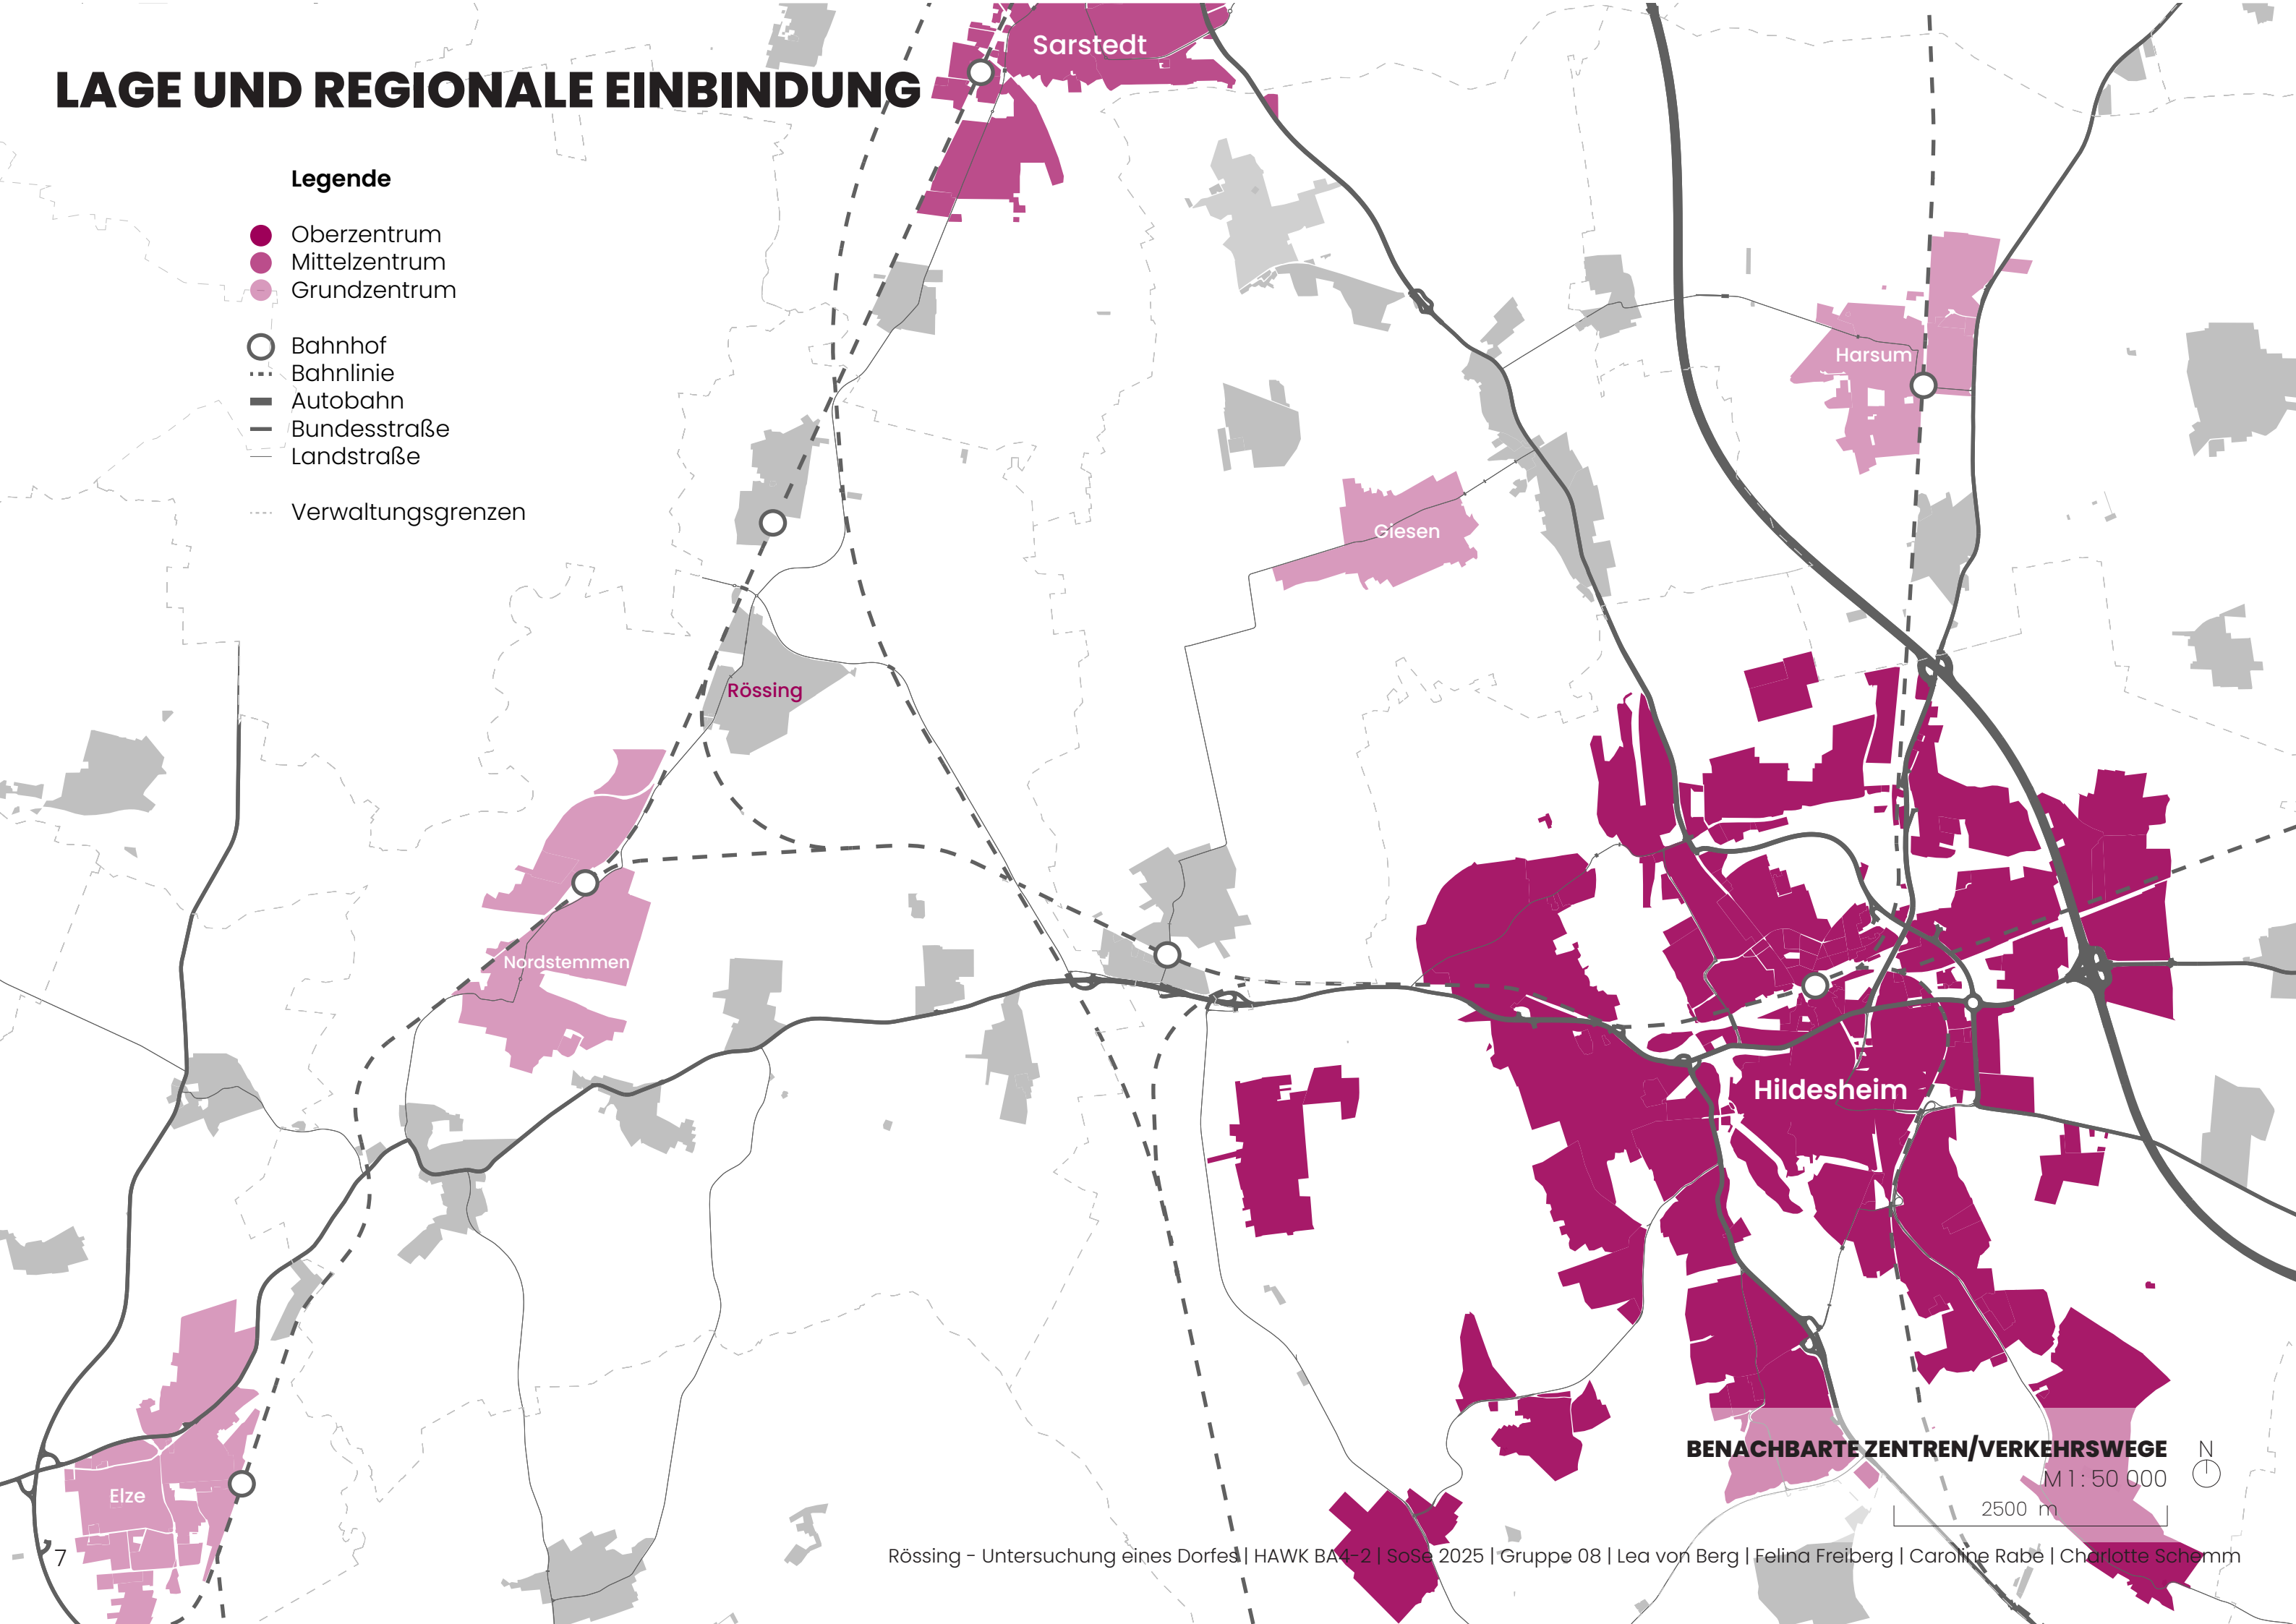 LAGE UND REGIONALE EINBINDUNG
Sarstedt
Legende
Oberzentrum
Mittelzentrum
Grundzentrum
Bahnhof
Bahnlinie
Autobahn
Bundesstraße
Landstraße
Verwaltungsgrenzen
Harsum
Giesen
Rössing
Nordstemmen
Hildesheim
Elze
BENACHBARTE ZENTREN/VERKEHRSWEGE
N
M 1 : 50 000
2500 m
7
Rössing - Untersuchung eines Dorfes | HAWK BA4-2 | SoSe 2025 | Gruppe 08 | Lea von Berg | Felina Freiberg | Caroline Rabe | Charlotte Schemm